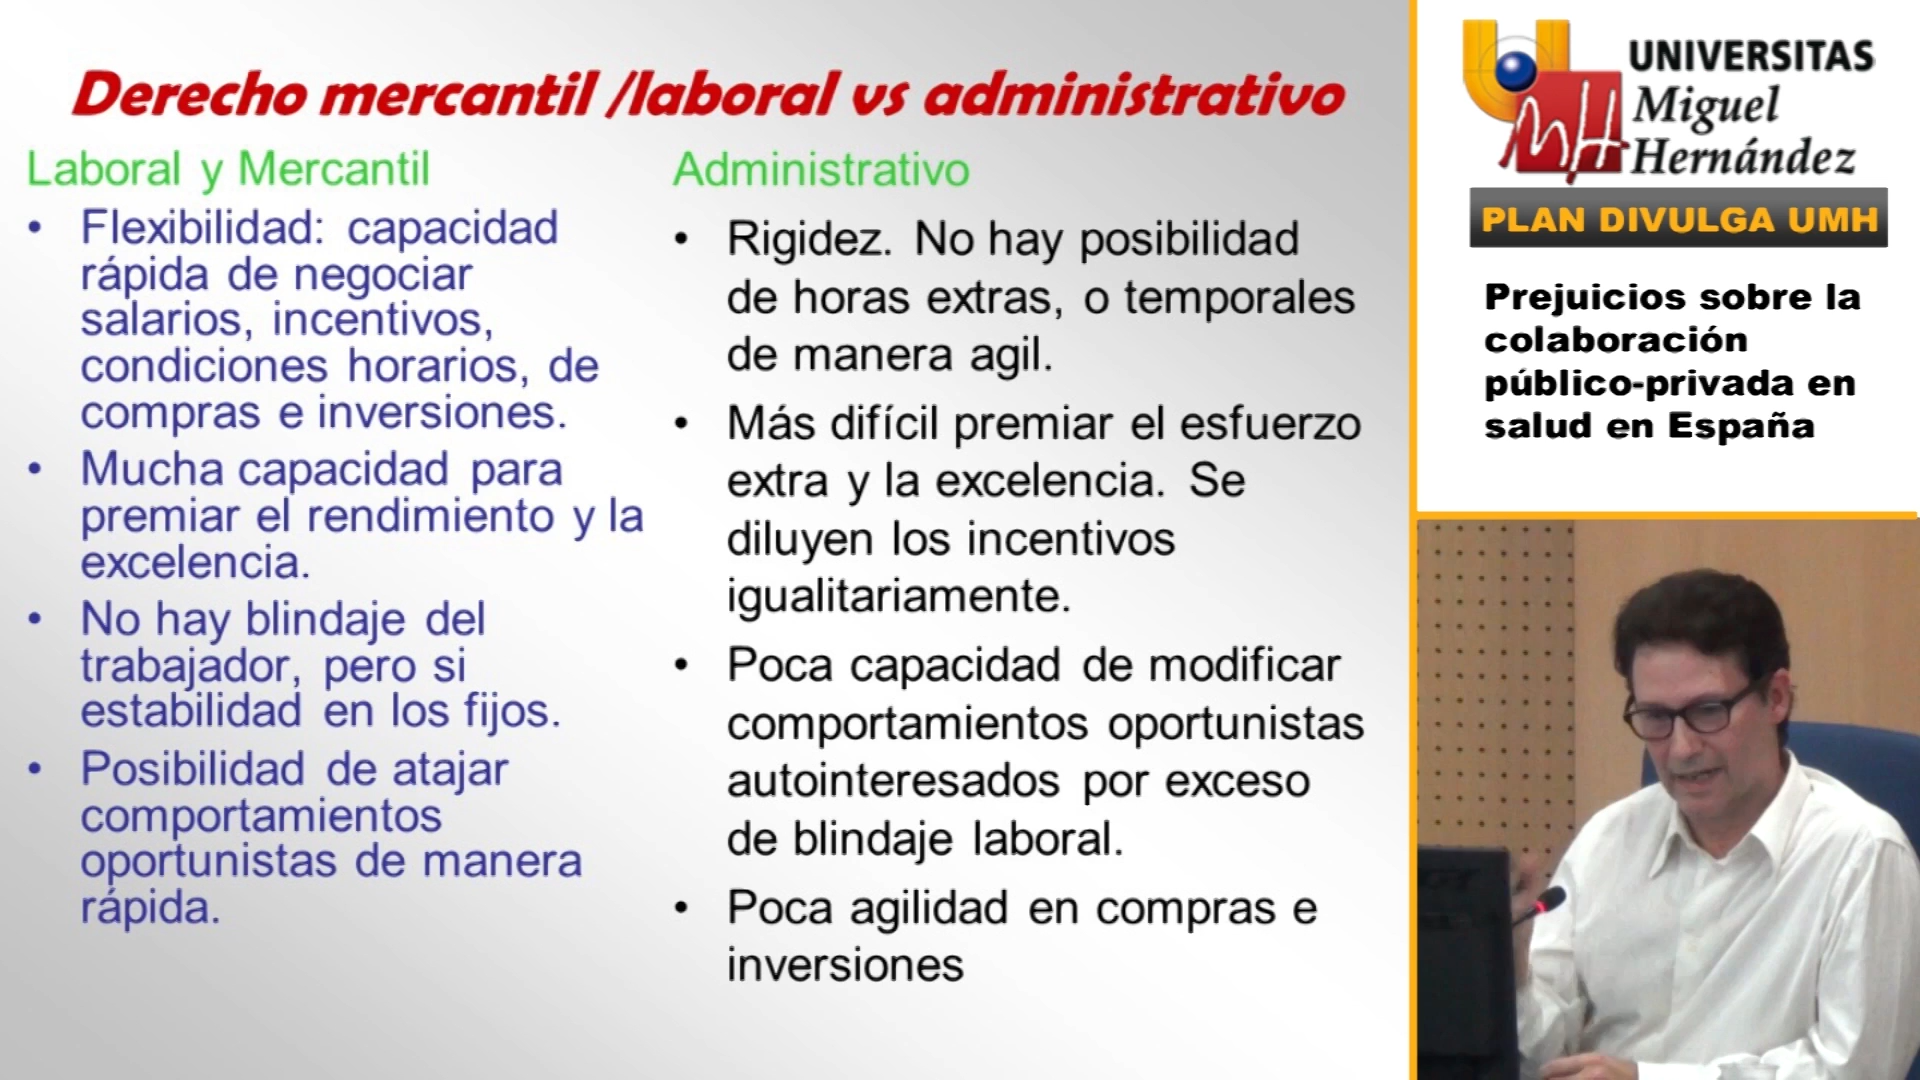 Derecho mercantil /laboral vs administrativo
Laboral y Mercantil
• Flexibilidad: capacidad
rápida de negociar
salarios, incentivos,
condiciones horarios, de
compras e inversiones.
• Mucha capacidad para
premiar el rendimiento y la
excelencia.
• No hay blindaje del
trabajador, pero si
estabilidad en los fijos.
• Posibilidad de atajar
comportamientos
oportunistas de manera
rápida.
Administrativo
• Rigidez. No hay posibilidad
de horas extras, o temporales
de manera agil.
• Más difícil premiar el esfuerzo
extra y la excelencia. Se
diluyen los incentivos
igualitariamente.
• Poca capacidad de modificar
comportamientos oportunistas
autointeresados por exceso
de blindaje laboral.
• Poca agilidad en compras e
inversiones
UNIVERSITAS
Miguel
Hernández
PLAN DIVULGA UMH
Prejuicios sobre la
colaboración
público-privada en
salud en España